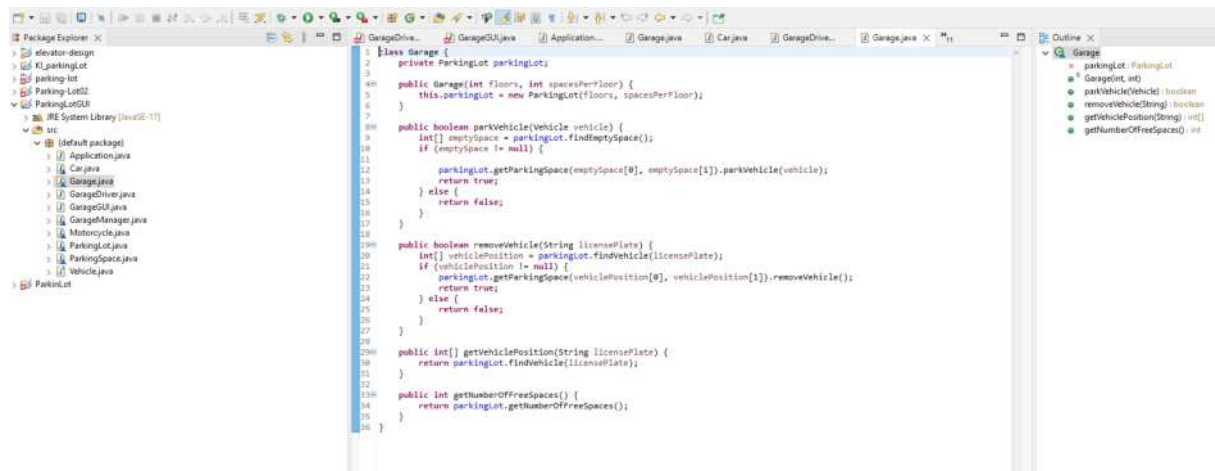 Package Explorer
elevator-design
KI_parkingLot
parking-lot
Parking-Lot02
ParkingLotGUI
JRE System Library [JavaSE-17]
src
(default package)
Application.java
Car.java
Garage.java
GarageDriver.java
GarageGUI.java
GarageManager.java
Motorcycle.java
ParkingLot.java
ParkingSpace.java
Vehicle.java
ParkinLot
GarageDrive... GarageGUI.java Application.... Garage.java Car.java GarageDrive... Garage.java
1 class Garage {
2 private ParkingLot parkingLot;
3
4 public Garage(int floors, int spacesPerFloor) {
5 this.parkingLot = new ParkingLot(floors, spacesPerFloor);
6 }
7
8 public boolean parkVehicle(Vehicle vehicle) {
9 int[] emptySpace = parkingLot.findEmptySpace();
10 if (emptySpace != null) {
11
12 parkingLot.getParkingSpace(emptySpace[0], emptySpace[1]).parkVehicle(vehicle);
13 return true;
14 } else {
15 return false;
16 }
17 }
18
19 public boolean removeVehicle(String licensePlate) {
20 int[] vehiclePosition = parkingLot.findVehicle(licensePlate);
21 if (vehiclePosition != null) {
22 parkingLot.getParkingSpace(vehiclePosition[0], vehiclePosition[1]).removeVehicle();
23 return true;
24 } else {
25 return false;
26 }
27 }
28
29 public int[] getVehiclePosition(String licensePlate) {
30 return parkingLot.findVehicle(licensePlate);
31 }
32
33 public int getNumberOfFreeSpaces() {
34 return parkingLot.getNumberOfFreeSpaces();
35 }
36 }
Outline
Garage
parkingLot : ParkingLot
Garage(int, int)
parkVehicle(Vehicle) : boolean
removeVehicle(String) : boolean
getVehiclePosition(String) : int[]
getNumberOfFreeSpaces() : int